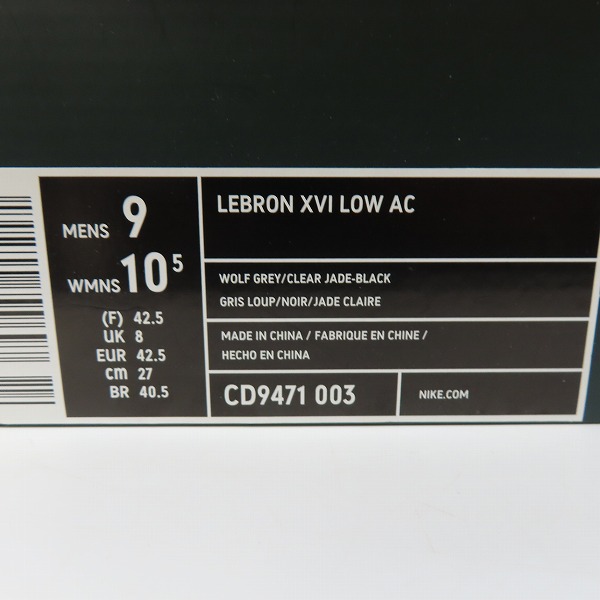 MENS 9
WMNS 10 5
(F) 42.5
UK 8
EUR 42.5
cm 27
BR 40.5
LEBRON XVI LOW AC
WOLF GREY/CLEAR JADE-BLACK
GRIS LOUP/NOIR/JADE CLAIRE
MADE IN CHINA / FABRIQUE EN CHINE /
HECHO EN CHINA
CD9471 003
NIKE.COM